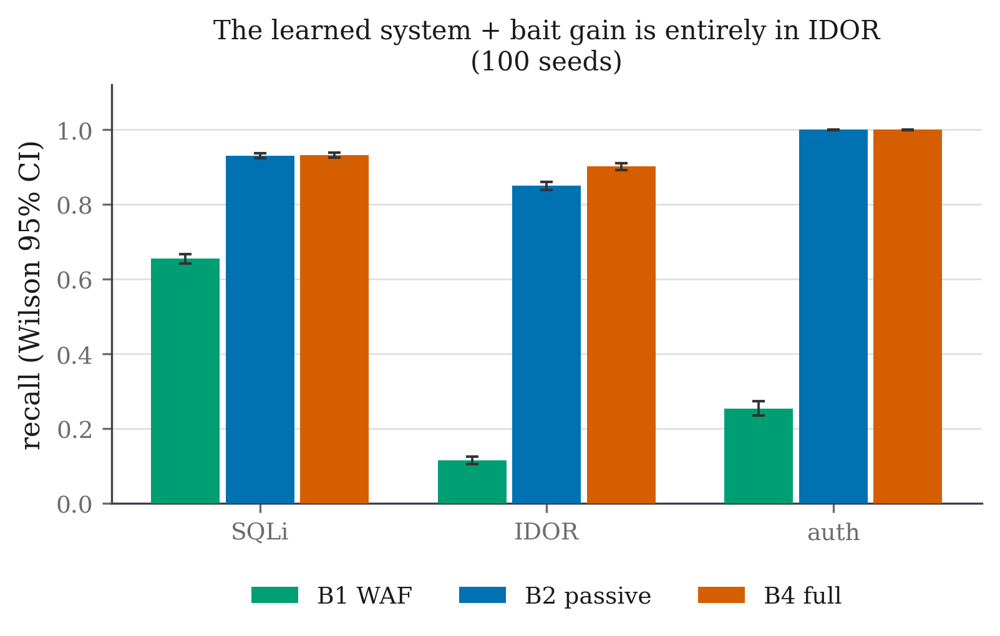 The learned system + bait gain is entirely in IDOR
(100 seeds)
recall (Wilson 95% CI)
1.0
0.8
0.6
0.4
0.2
0.0
SQLi
IDOR
auth
B1 WAF
B2 passive
B4 full